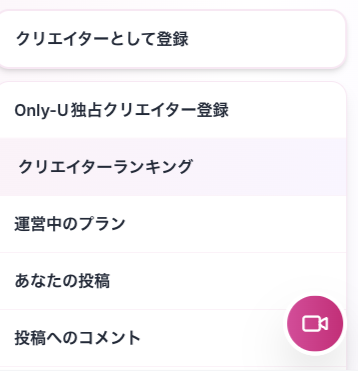 クリエイターとして登録
Only-U独占クリエイター登録
クリエイターランキング
運営中のプラン
あなたの投稿
投稿へのコメント